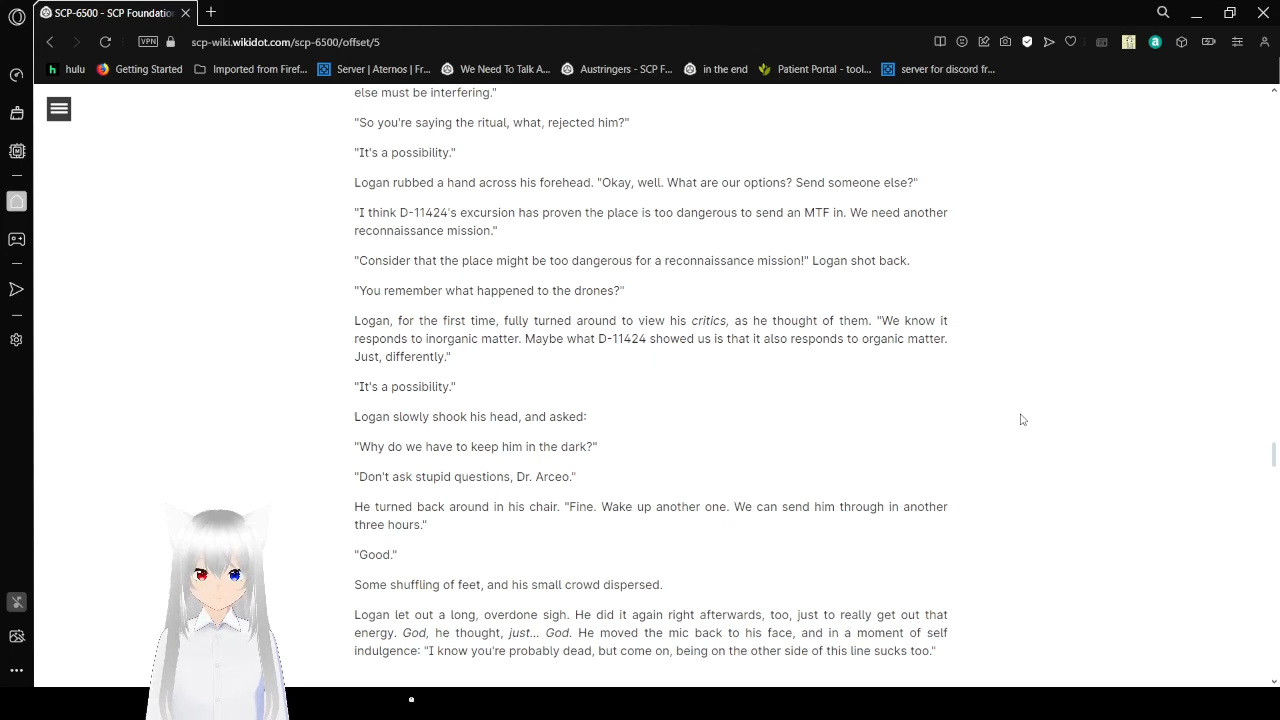 SCP-6500 - SCP Foundatio
scp-wiki.wikidot.com/scp-6500/offset/5
VPN
hulu
Getting Started
Imported from Firef...
Server | Aternos | Fr...
We Need To Talk A...
Austringers - SCP F...
in the end
Patient Portal - tool...
server for discord fr...
else must be interfering."
"So you're saying the ritual, what, rejected him?"
"It's a possibility."
Logan rubbed a hand across his forehead. "Okay, well. What are our options? Send someone else?"
"I think D-11424's excursion has proven the place is too dangerous to send an MTF in. We need another
reconnaissance mission."
"Consider that the place might be too dangerous for a reconnaissance mission!" Logan shot back.
"You remember what happened to the drones?"
Logan, for the first time, fully turned around to view his critics, as he thought of them. "We know it
responds to inorganic matter. Maybe what D-11424 showed us is that it also responds to organic matter.
Just, differently."
"It's a possibility."
Logan slowly shook his head, and asked:
"Why do we have to keep him in the dark?"
"Don't ask stupid questions, Dr. Arceo."
He turned back around in his chair. "Fine. Wake up another one. We can send him through in another
three hours."
"Good."
Some shuffling of feet, and his small crowd dispersed.
Logan let out a long, overdone sigh. He did it again right afterwards, too, just to really get out that
energy. God, he thought, just... God. He moved the mic back to his face, and in a moment of self
indulgence: "I know you're probably dead, but come on, being on the other side of this line sucks too."